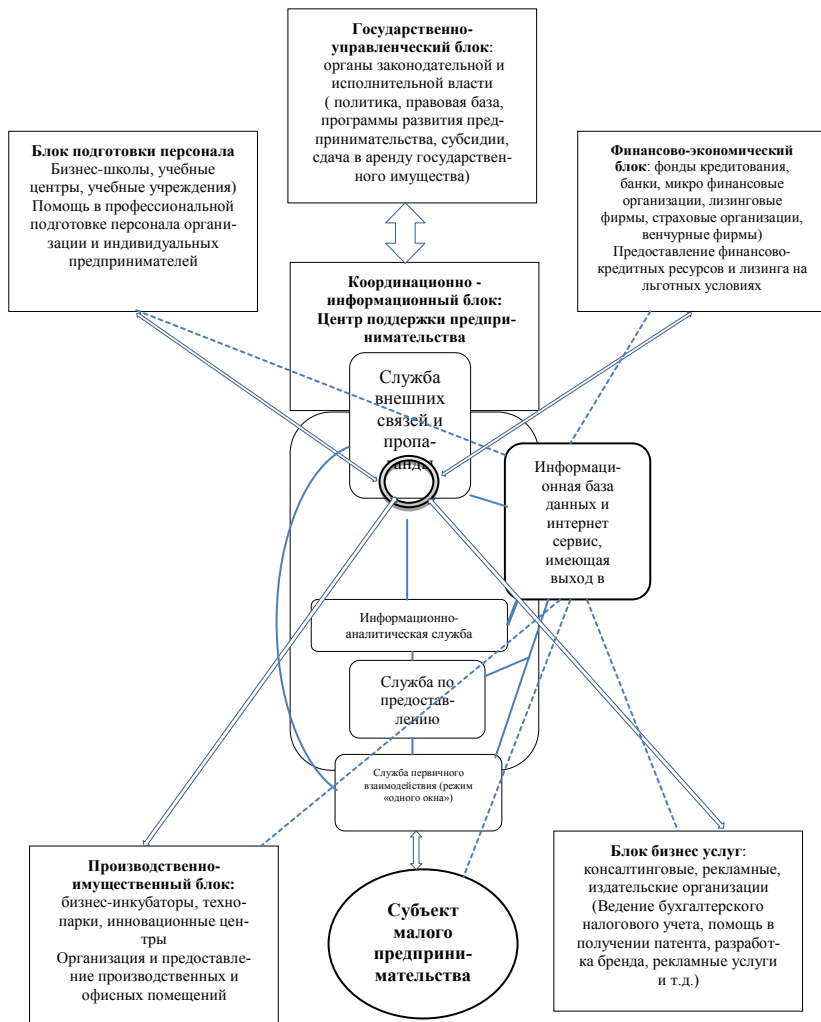 Государственно-
управленческий блок:
органы законодательной и
исполнительной власти
( политика, правовая база,
программы развития пред-
принимательства, субсидии,
сдача в аренду государствен-
ного имущества)
Блок подготовки персонала
Бизнес-школы, учебные
центры, учебные учреждения)
Помощь в профессиональной
подготовке персонала органи-
зации и индивидуальных
предпринимателей
Финансово-экономический
блок: фонды кредитования,
банки, микро финансовые
организации, лизинговые
фирмы, страховые организации,
венчурные фирмы)
Предоставление финансово-
кредитных ресурсов и лизинга на
льготных условиях
Координационно -
информационный блок:
Центр поддержки предпри-
нимательства
Служба
внешних
связей и
пропа-
ганды
Информаци-
онная база
данных и
интернет
сервис,
имеющая
выход в
Информационно-
аналитическая служба
Служба по
предостав-
лению
Служба первичного
взаимодействия (режим
«одного окна»)
Производственно-
имущественный блок:
бизнес-инкубаторы, техно-
парки, инновационные цен-
тры
Организация и предоставле-
ние производственных и
офисных помещений
Субъект
малого
предприни-
мательства
Блок бизнес услуг:
консалтинговые, рекламные,
издательские организации
(Ведение бухгалтерского
налогового учета, помощь в
получении патента, разработ-
ка бренда, рекламные услуги
и т.д.)